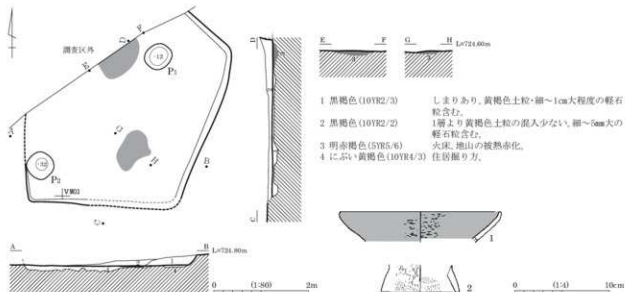 調査区外
D
F
E
-12
P1
G
H
A
B
-32
P2
VM02
C
D
C
E F
G H
L=724.60m
3
3
1 黒褐色(10YR2/3) しまりあり、黄褐色土粒・細〜1cm大程度の軽石
粒含む。
2 黒褐色(10YR2/2) 1層より黄褐色土粒の混入少ない、細〜5mm大の
軽石粒含む。
3 明赤褐色(5YR5/6) 火床、地山の被熱赤化。
4 にぶい黄褐色(10YR4/3) 住居掘り方。
A
B
L=724.80m
0 (1:80) 2m
1
2
0 (1:4) 10cm